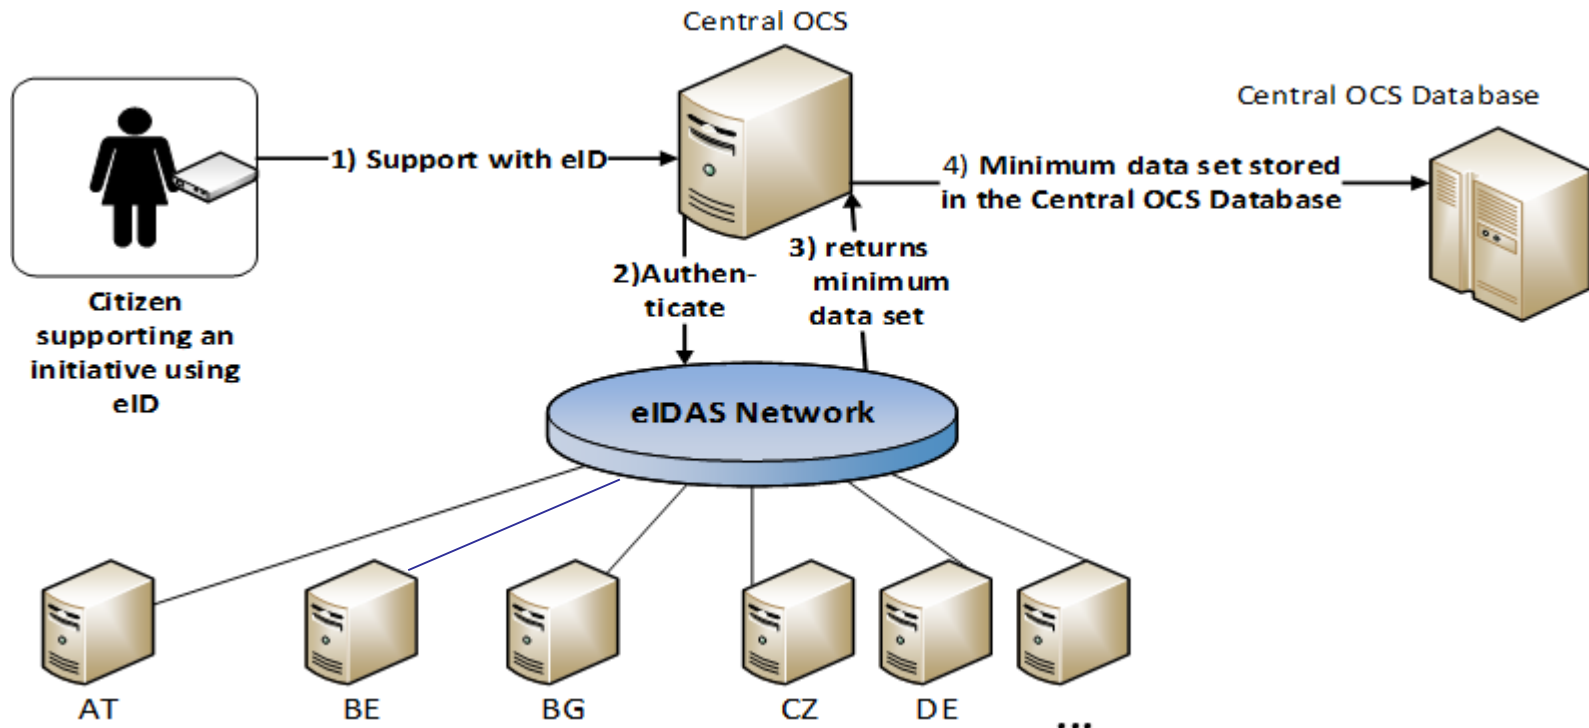 Central OCS
Central OCS Database
1) Support with eID
4) Minimum data set stored
in the Central OCS Database
2)Authen-
ticate
3) returns
minimum
data set
Citizen
supporting an
initiative using
eID
eIDAS Network
AT
BE
BG
CZ
DE
...